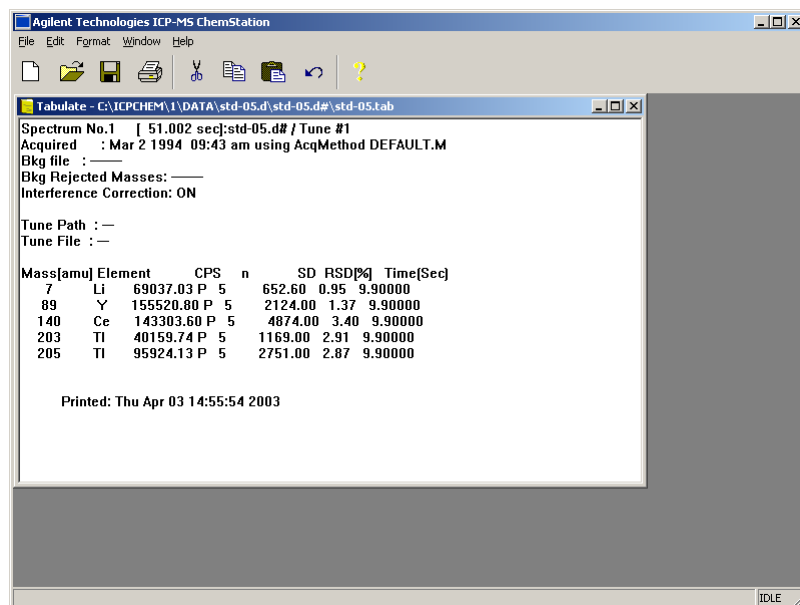 Agilent Technologies ICP-MS ChemStation
File Edit Format Window Help
Tabulate - C:\ICPCHEM\1\DATA\std-05.d\std-05.d#\std-05.tab
Spectrum No.1 [ 51.002 sec]:std-05.d# / Tune #1
Acquired : Mar 2 1994 09:43 am using AcqMethod DEFAULT.M
Bkg file : ——
Bkg Rejected Masses: ——
Interference Correction: ON
Tune Path : —
Tune File : —
Mass[amu] Element CPS n SD RSD[%] Time(Sec)
7 Li 69037.03 P 5 652.60 0.95 9.90000
89 Y 155520.80 P 5 2124.00 1.37 9.90000
140 Ce 143303.60 P 5 4874.00 3.40 9.90000
203 Tl 40159.74 P 5 1169.00 2.91 9.90000
205 Tl 95924.13 P 5 2751.00 2.87 9.90000
Printed: Thu Apr 03 14:55:54 2003
IDLE